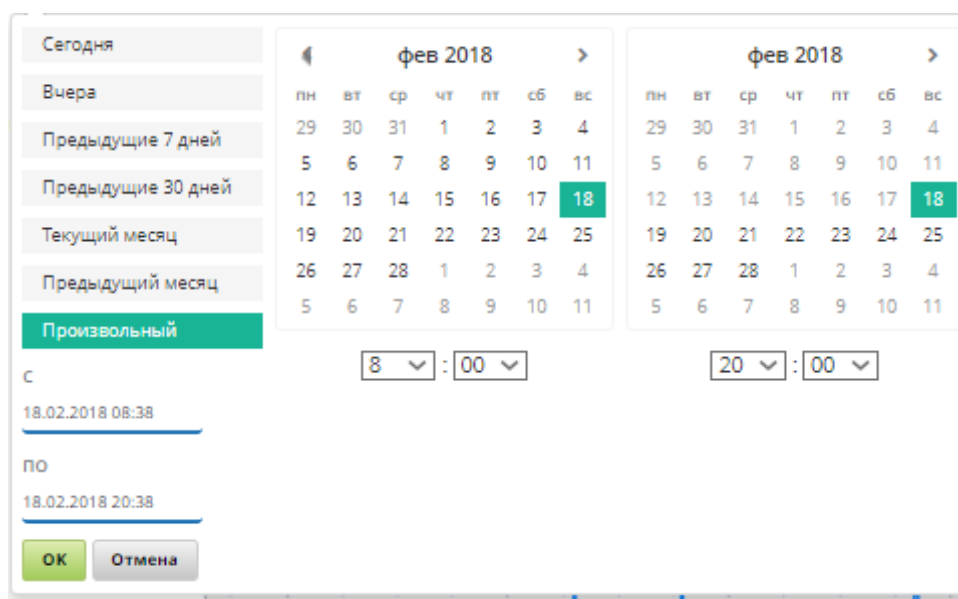 Сегодня
Вчера
Предыдущие 7 дней
Предыдущие 30 дней
Текущий месяц
Предыдущий месяц
Произвольный
С
18.02.2018 08:38
ПО
18.02.2018 20:38
ОК Отмена
фев 2018
пн вт ср чт пт сб вс
29 30 31 1 2 3 4
5 6 7 8 9 10 11
12 13 14 15 16 17 18
19 20 21 22 23 24 25
26 27 28 1 2 3 4
5 6 7 8 9 10 11
8 : 00
фев 2018
пн вт ср чт пт сб вс
29 30 31 1 2 3 4
5 6 7 8 9 10 11
12 13 14 15 16 17 18
19 20 21 22 23 24 25
26 27 28 1 2 3 4
5 6 7 8 9 10 11
20 : 00